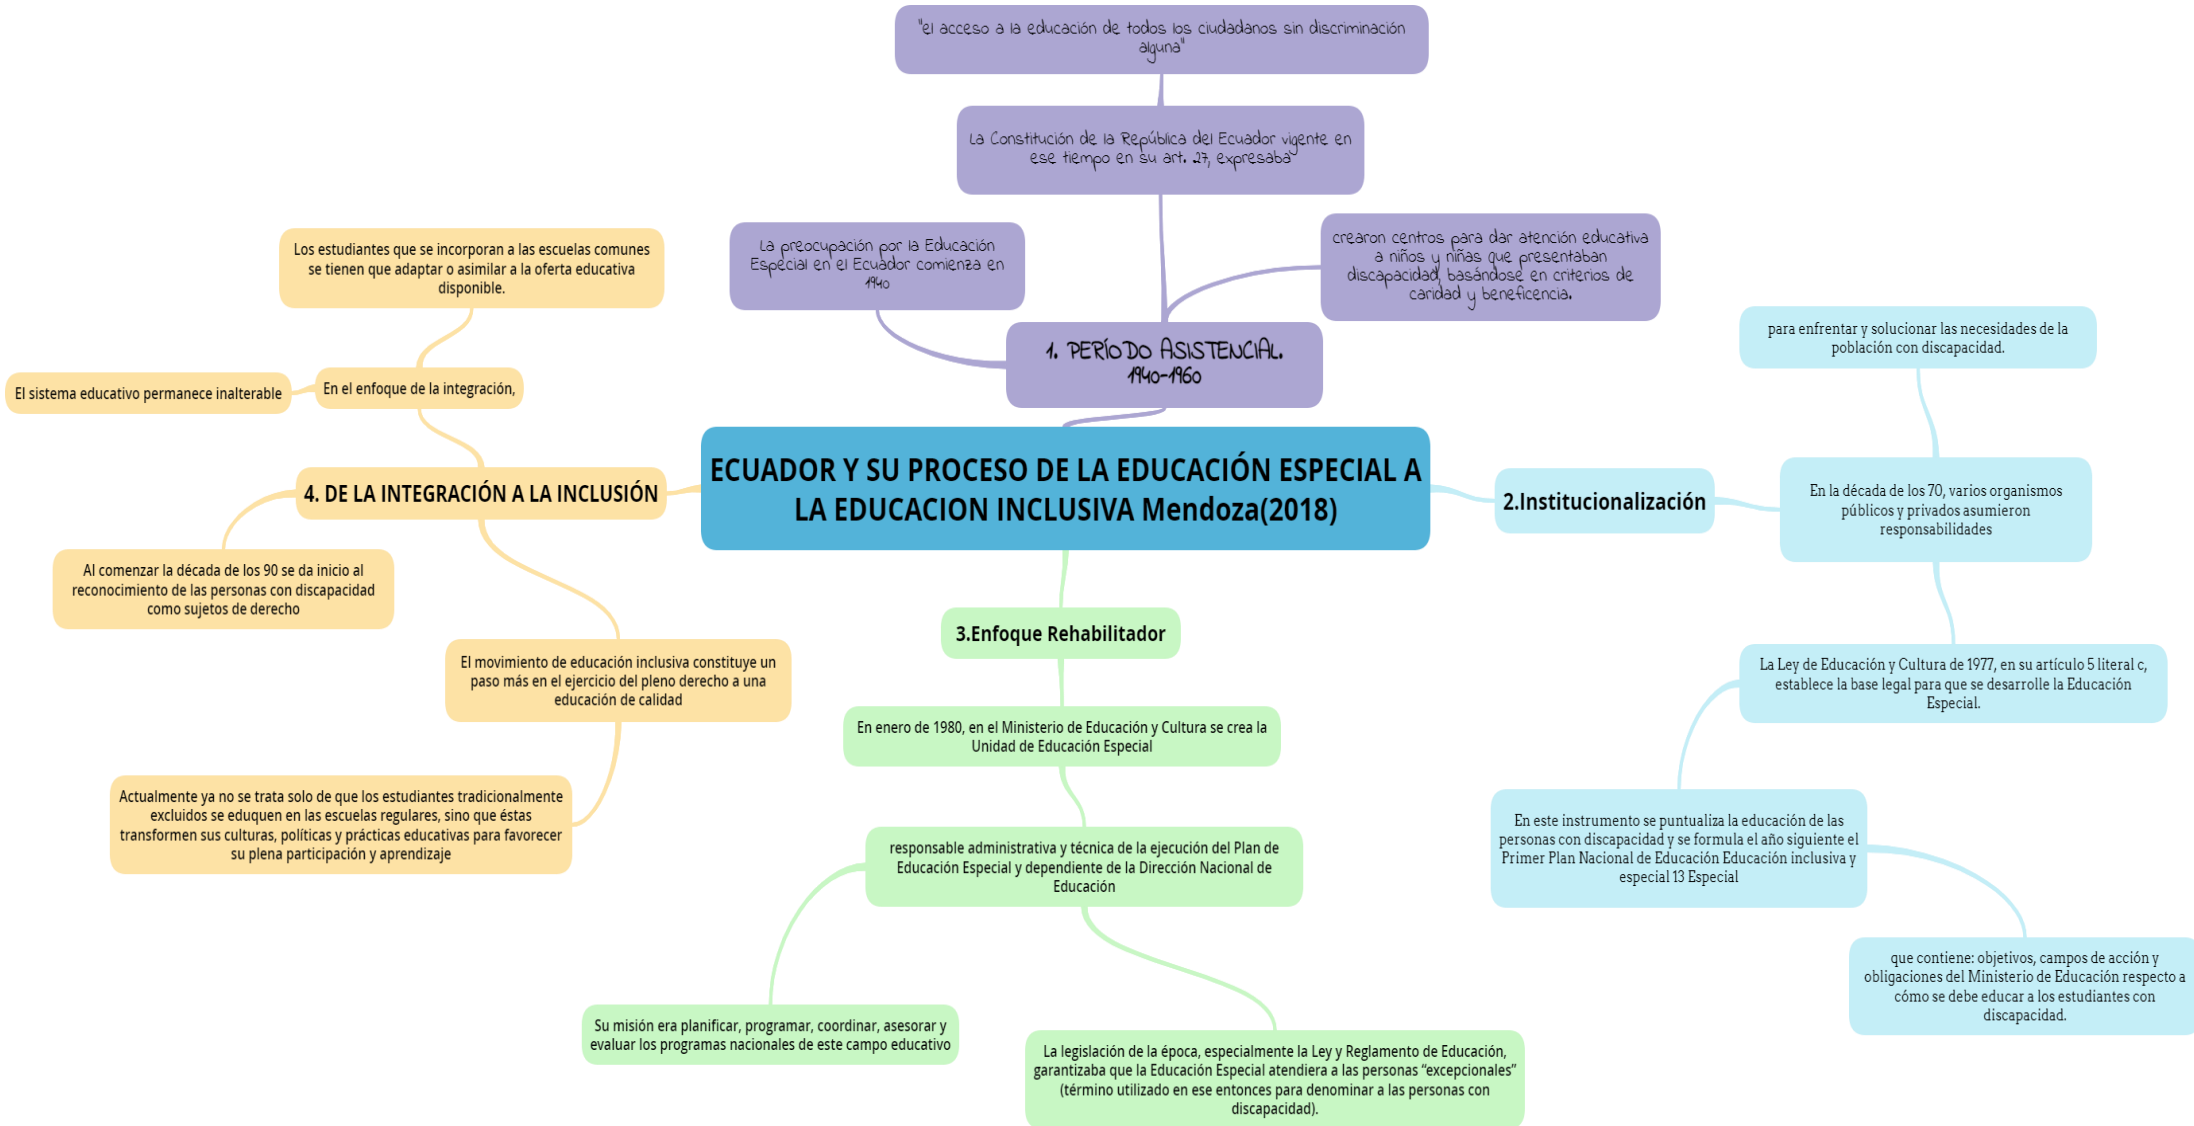 "el acceso a la educación de todos los ciudadanos sin discriminación
alguna"
La Constitución de la República del Ecuador vigente en
ese tiempo en su art. 27, expresaba
La preocupación por la Educación
Especial en el Ecuador comienza en
1940
crearon centros para dar atención educativa
a niños y niñas que presentaban
discapacidad, basándose en criterios de
caridad y beneficencia.
1. PERÍODO ASISTENCIAL.
1940-1960
ECUADOR Y SU PROCESO DE LA EDUCACIÓN ESPECIAL A
LA EDUCACION INCLUSIVA Mendoza(2018)
2.Institucionalización
En la década de los 70, varios organismos
públicos y privados asumieron
responsabilidades
para enfrentar y solucionar las necesidades de la
población con discapacidad.
La Ley de Educación y Cultura de 1977, en su artículo 5 literal c,
establece la base legal para que se desarrolle la Educación
Especial.
En este instrumento se puntualiza la educación de las
personas con discapacidad y se formula el año siguiente el
Primer Plan Nacional de Educación Educación inclusiva y
especial 13 Especial
que contiene: objetivos, campos de acción y
obligaciones del Ministerio de Educación respecto a
cómo se debe educar a los estudiantes con
discapacidad.
3.Enfoque Rehabilitador
En enero de 1980, en el Ministerio de Educación y Cultura se crea la
Unidad de Educación Especial
responsable administrativa y técnica de la ejecución del Plan de
Educación Especial y dependiente de la Dirección Nacional de
Educación
Su misión era planificar, programar, coordinar, asesorar y
evaluar los programas nacionales de este campo educativo
La legislación de la época, especialmente la Ley y Reglamento de Educación,
garantizaba que la Educación Especial atendiera a las personas “excepcionales”
(término utilizado en ese entonces para denominar a las personas con
discapacidad).
4. DE LA INTEGRACIÓN A LA INCLUSIÓN
En el enfoque de la integración,
Los estudiantes que se incorporan a las escuelas comunes
se tienen que adaptar o asimilar a la oferta educativa
disponible.
El sistema educativo permanece inalterable
Al comenzar la década de los 90 se da inicio al
reconocimiento de las personas con discapacidad
como sujetos de derecho
El movimiento de educación inclusiva constituye un
paso más en el ejercicio del pleno derecho a una
educación de calidad
Actualmente ya no se trata solo de que los estudiantes tradicionalmente
excluidos se eduquen en las escuelas regulares, sino que éstas
transformen sus culturas, políticas y prácticas educativas para favorecer
su plena participación y aprendizaje